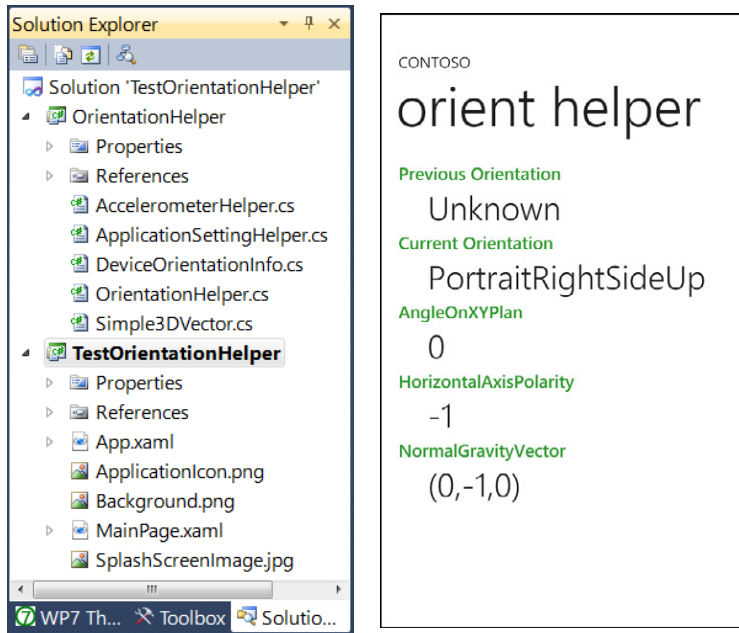 Solution Explorer
Solution 'TestOrientationHelper'
OrientationHelper
Properties
References
AccelerometerHelper.cs
ApplicationSettingHelper.cs
DeviceOrientationInfo.cs
OrientationHelper.cs
Simple3DVector.cs
TestOrientationHelper
Properties
References
App.xaml
ApplicationIcon.png
Background.png
MainPage.xaml
SplashScreenImage.jpg
WP7 Th... Toolbox Solutio...
CONTOSO
orient helper
Previous Orientation
Unknown
Current Orientation
PortraitRightSideUp
AngleOnXYPlan
0
HorizontalAxisPolarity
-1
NormalGravityVector
(0,-1,0)